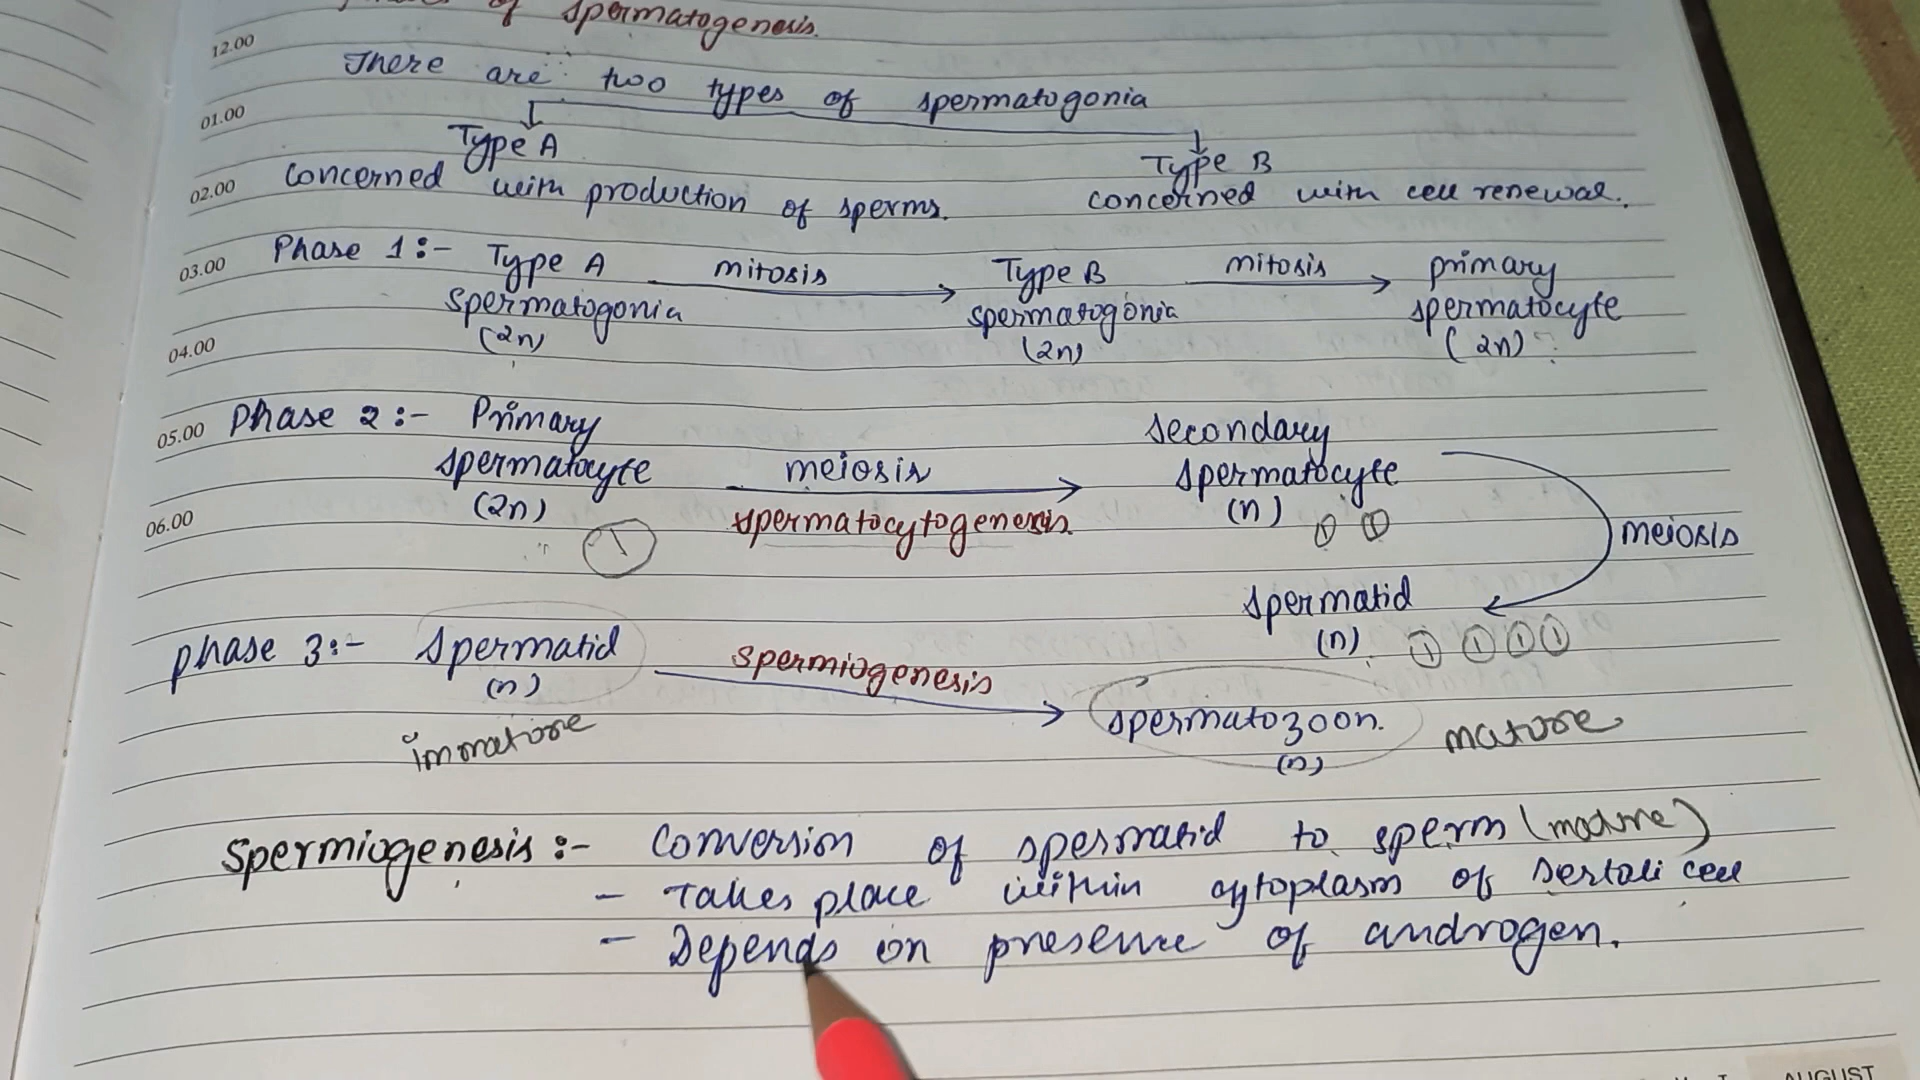 of spermatogenesis.
12.00
There are two types of spermatogonia
01.00
Type A Type B
02.00 concerned with production of sperms. concerned with cell renewal.
03.00 Phase 1:- Type A mitosis Type B mitosis primary
spermatogonia spermatogonia spermatocyte
(2n) (2n) (2n)
04.00
05.00 Phase 2:- Primary secondary
spermatocyte meiosis spermatocyte
(2n) spermatocytogenesis. (n)
06.00
meiosis
spermatid
(n)
phase 3:- Spermatid spermiogenesis
(n) spermatozoon. mature
immature (n)
Spermiogenesis:- Conversion of spermatid to sperm (mature)
- Takes place within cytoplasm of sertoli cell
- Depends on presence of androgen.
AUGUST